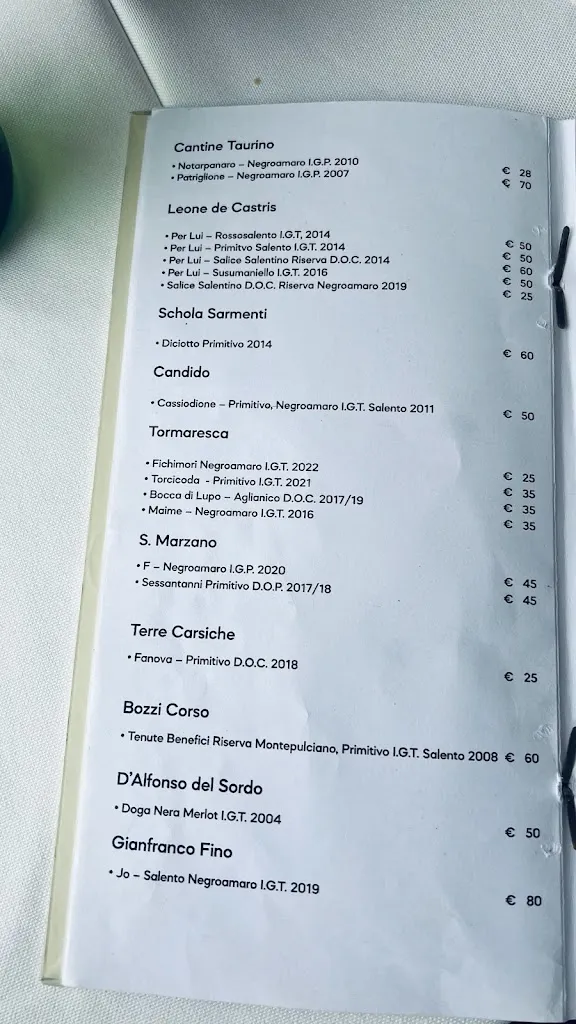 Cantine Taurino
• Notarpanaro – Negroamaro I.G.P. 2010 € 28
• Patriglione – Negroamaro I.G.P. 2007 € 70
Leone de Castris
• Per Lui – Rossosalento I.G.T, 2014 € 50
• Per Lui – Primitvo Salento I.G.T. 2014 € 50
• Per Lui – Salice Salentino Riserva D.O.C. 2014 € 60
• Per Lui – Susumaniello I.G.T. 2016 € 50
• Salice Salentino D.O.C. Riserva Negroamaro 2019 € 25
Schola Sarmenti
• Diciotto Primitivo 2014 € 60
Candido
• Cassiodione – Primitivo, Negroamaro I.G.T. Salento 2011 € 50
Tormaresca
• Fichimori Negroamaro I.G.T. 2022 € 25
• Torcicoda - Primitivo I.G.T. 2021 € 35
• Bocca di Lupo – Aglianico D.O.C. 2017/19 € 35
• Maime – Negroamaro I.G.T. 2016 € 35
S. Marzano
• F – Negroamaro I.G.P. 2020 € 45
• Sessantanni Primitivo D.O.P. 2017/18 € 45
Terre Carsiche
• Fanova – Primitivo D.O.C. 2018 € 25
Bozzi Corso
• Tenute Benefici Riserva Montepulciano, Primitivo I.G.T. Salento 2008 € 60
D'Alfonso del Sordo
• Doga Nera Merlot I.G.T. 2004 € 50
Gianfranco Fino
• Jo – Salento Negroamaro I.G.T. 2019 € 80